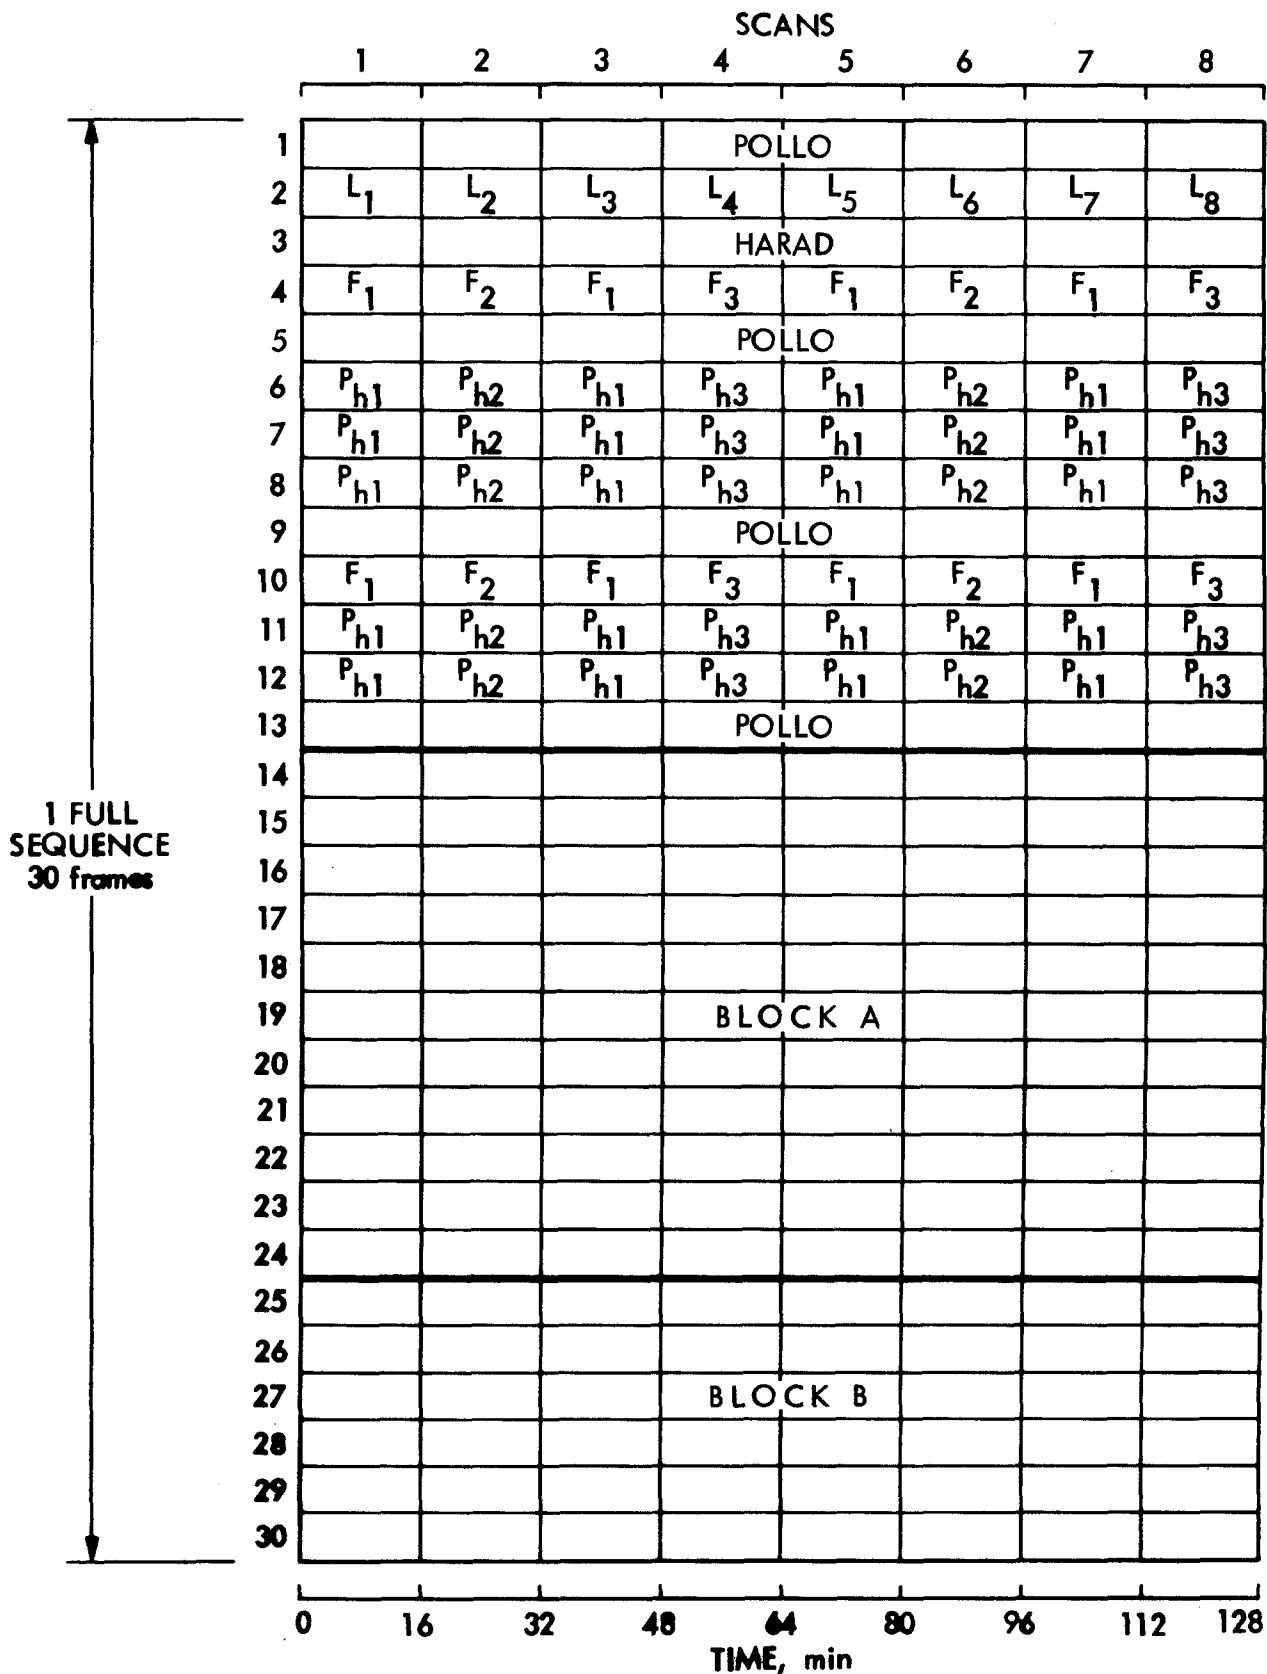 SCANS
1 2 3 4 5 6 7 8
1 POLLO
2 L1 L2 L3 L4 L5 L6 L7 L8
3 HARAD
4 F1 F2 F1 F3 F1 F2 F1 F3
5 POLLO
6 Ph1 Ph2 Ph1 Ph3 Ph1 Ph2 Ph1 Ph3
7 Ph1 Ph2 Ph1 Ph3 Ph1 Ph2 Ph1 Ph3
8 Ph1 Ph2 Ph1 Ph3 Ph1 Ph2 Ph1 Ph3
9 POLLO
10 F1 F2 F1 F3 F1 F2 F1 F3
11 Ph1 Ph2 Ph1 Ph3 Ph1 Ph2 Ph1 Ph3
12 Ph1 Ph2 Ph1 Ph3 Ph1 Ph2 Ph1 Ph3
13 POLLO
14
1 FULL
15
SEQUENCE
30 frames
16
17
18
19 BLOCK A
20
21
22
23
24
25
26
27 BLOCK B
28
29
30
0 16 32 48 64 80 96 112 128
TIME, min